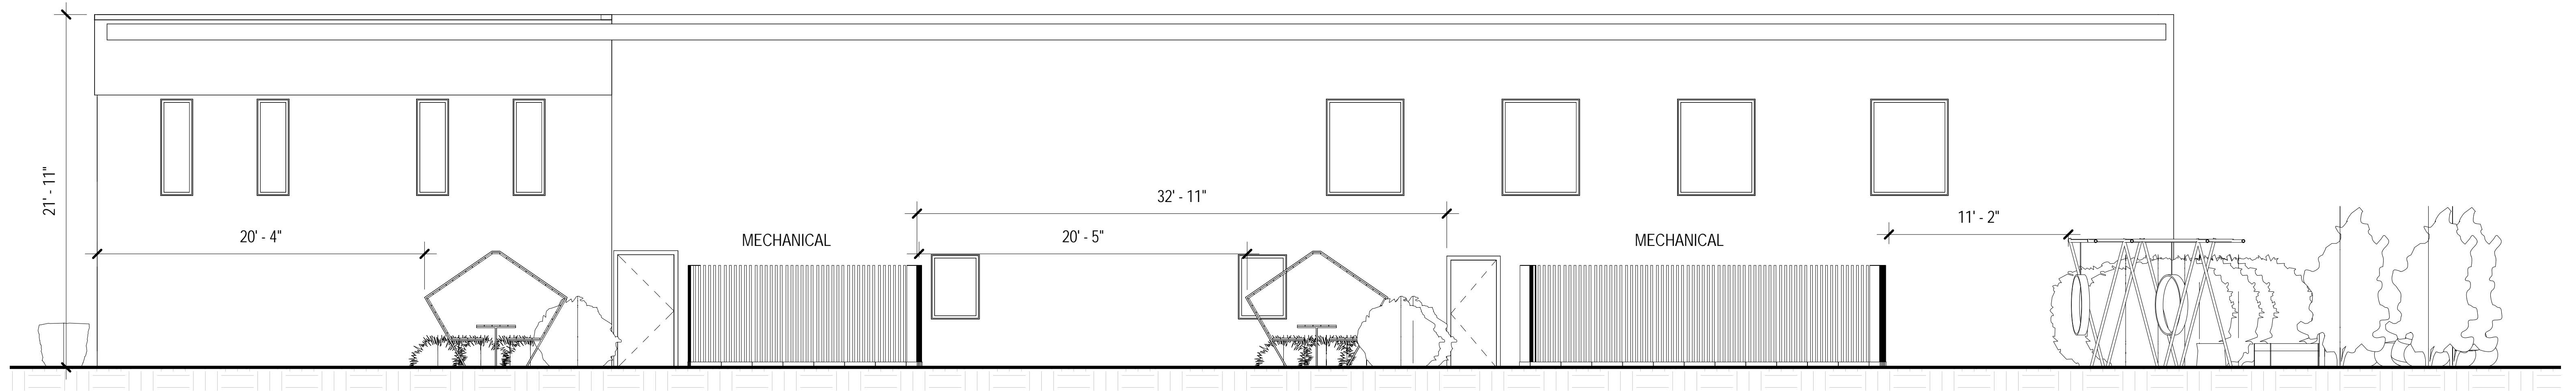 21' - 11"
32' - 11"
11' - 2"
20' - 4"
MECHANICAL
20' - 5"
MECHANICAL